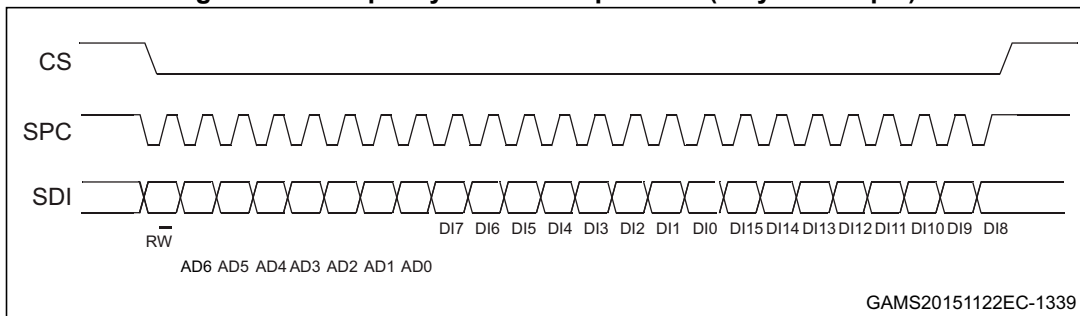 CS
SPC
SDI
RW
DI7 DI6 DI5 DI4 DI3 DI2 DI1 DI0 DI15 DI14 DI13 DI12 DI11 DI10 DI9 DI8
AD6 AD5 AD4 AD3 AD2 AD1 AD0
GAMS20151122EC-1339